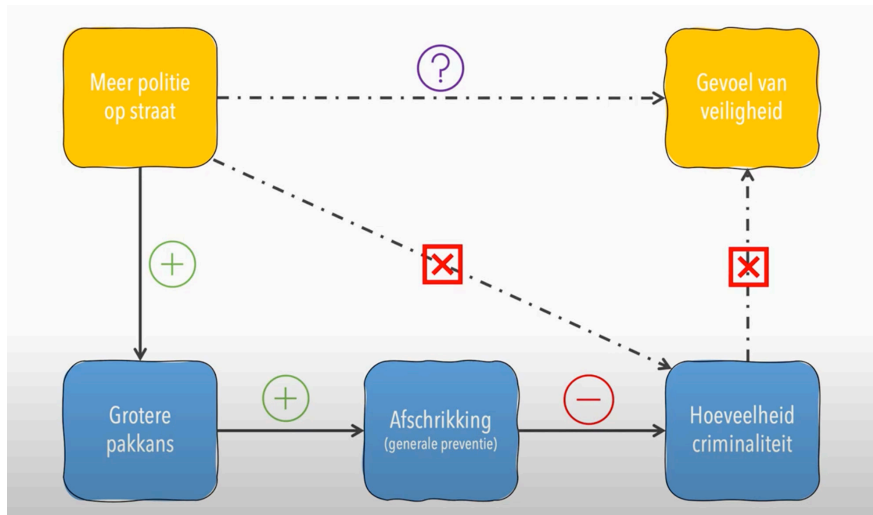 Meer politie
op straat
?
Gevoel van
veiligheid
+
Grotere
pakkans
+
Afschrikking
(generale preventie)
−
Hoeveelheid
criminaliteit